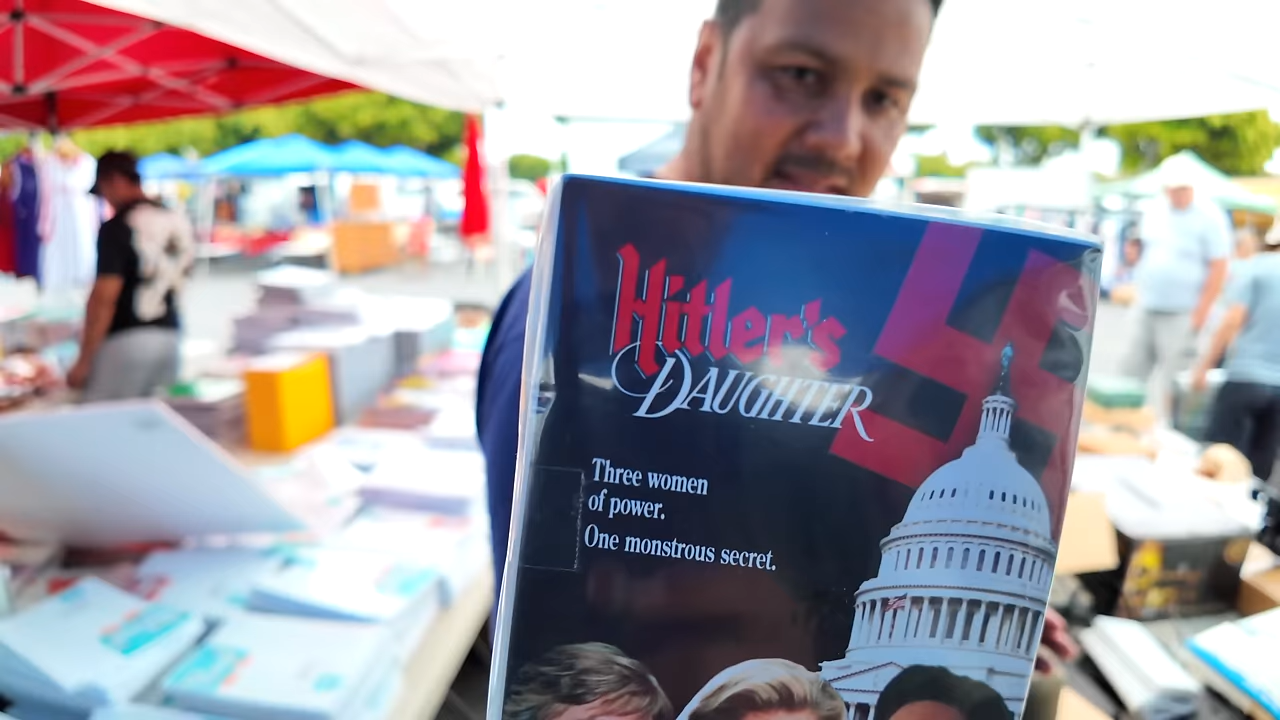 Hitler's
DAUGHTER
Three women
of power.
One monstrous secret.